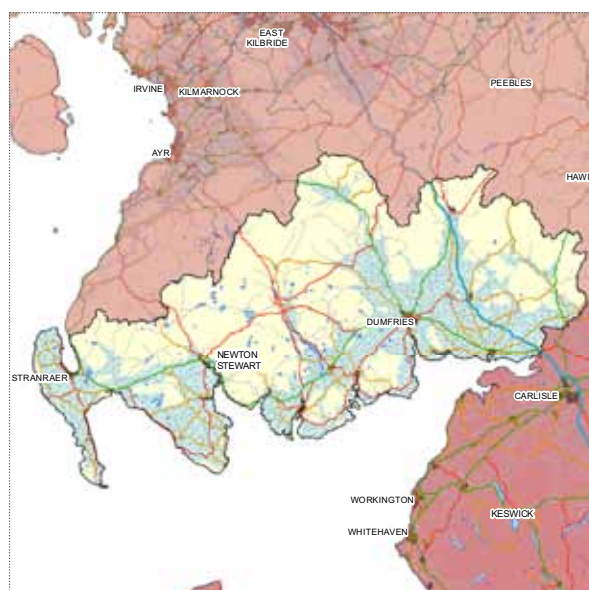 EAST
KILBRIDE
IRVINE
KILMARNOCK
PEEBLES
AYR
HAWI
DUMFRIES
NEWTON
STEWART
STRANRAER
CARLISLE
WORKINGTON
KESWICK
WHITEHAVEN